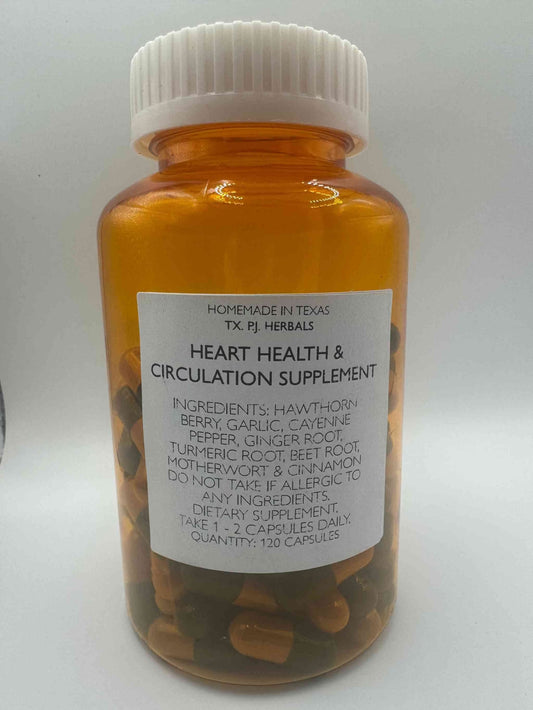 HOMEMADE IN TEXAS
TX. P.J. HERBALS
HEART HEALTH &
CIRCULATION SUPPLEMENT
INGREDIENTS: HAWTHORN
BERRY, GARLIC, CAYENNE
PEPPER, GINGER ROOT,
TURMERIC ROOT, BEET ROOT,
MOTHERWORT & CINNAMON
DO NOT TAKE IF ALLERGIC TO
ANY INGREDIENTS.
DIETARY SUPPLEMENT.
TAKE 1 - 2 CAPSULES DAILY.
QUANTITY: 120 CAPSULES